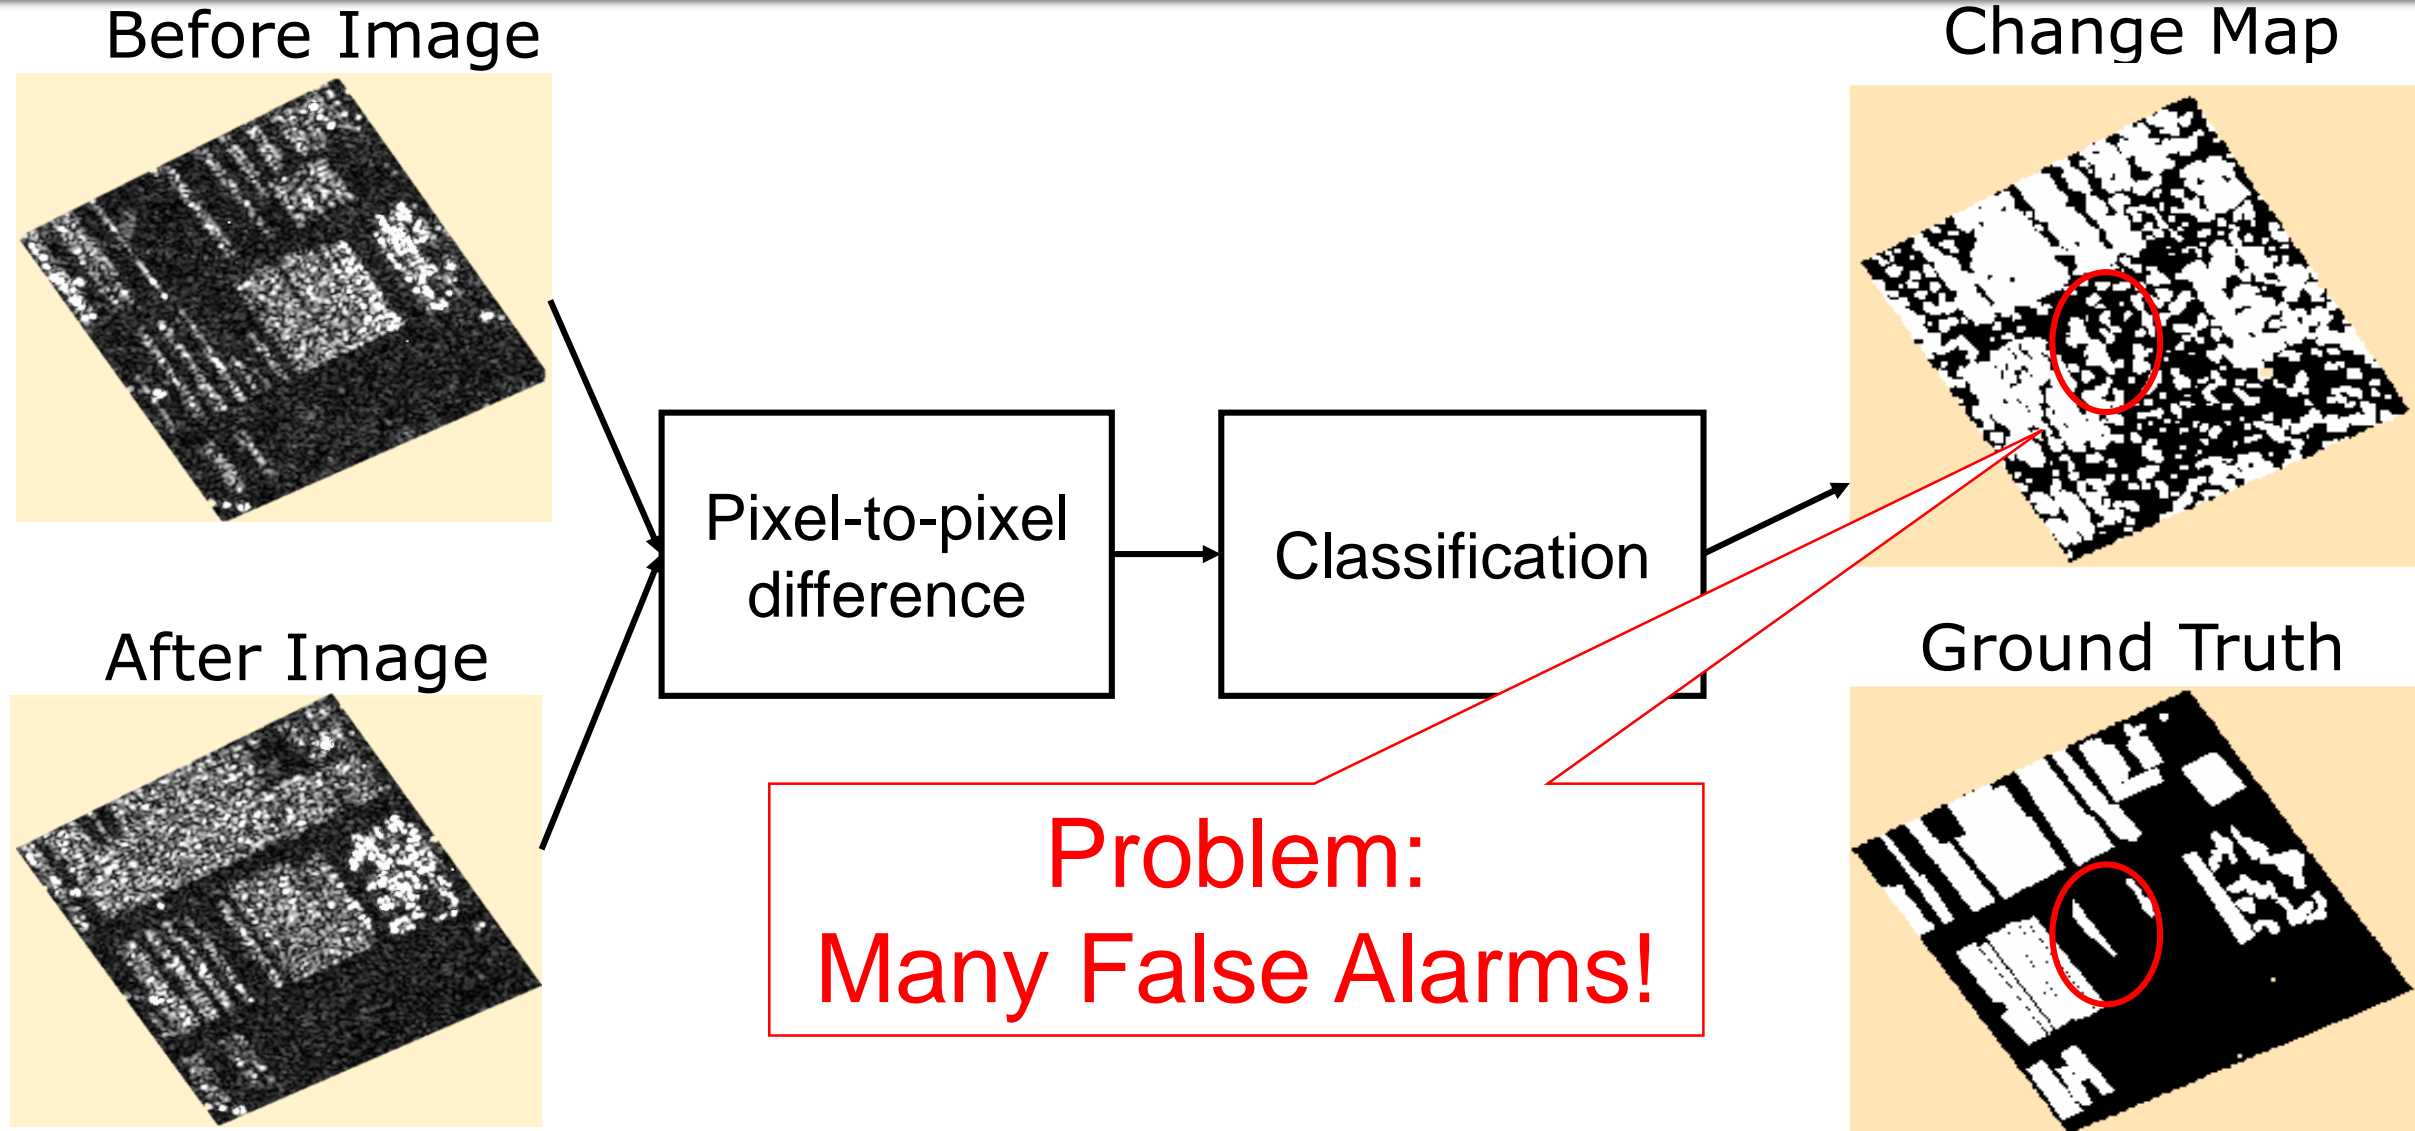 Before Image
Change Map
Pixel-to-pixel
difference
Classification
After Image
Ground Truth
Problem:
Many False Alarms!